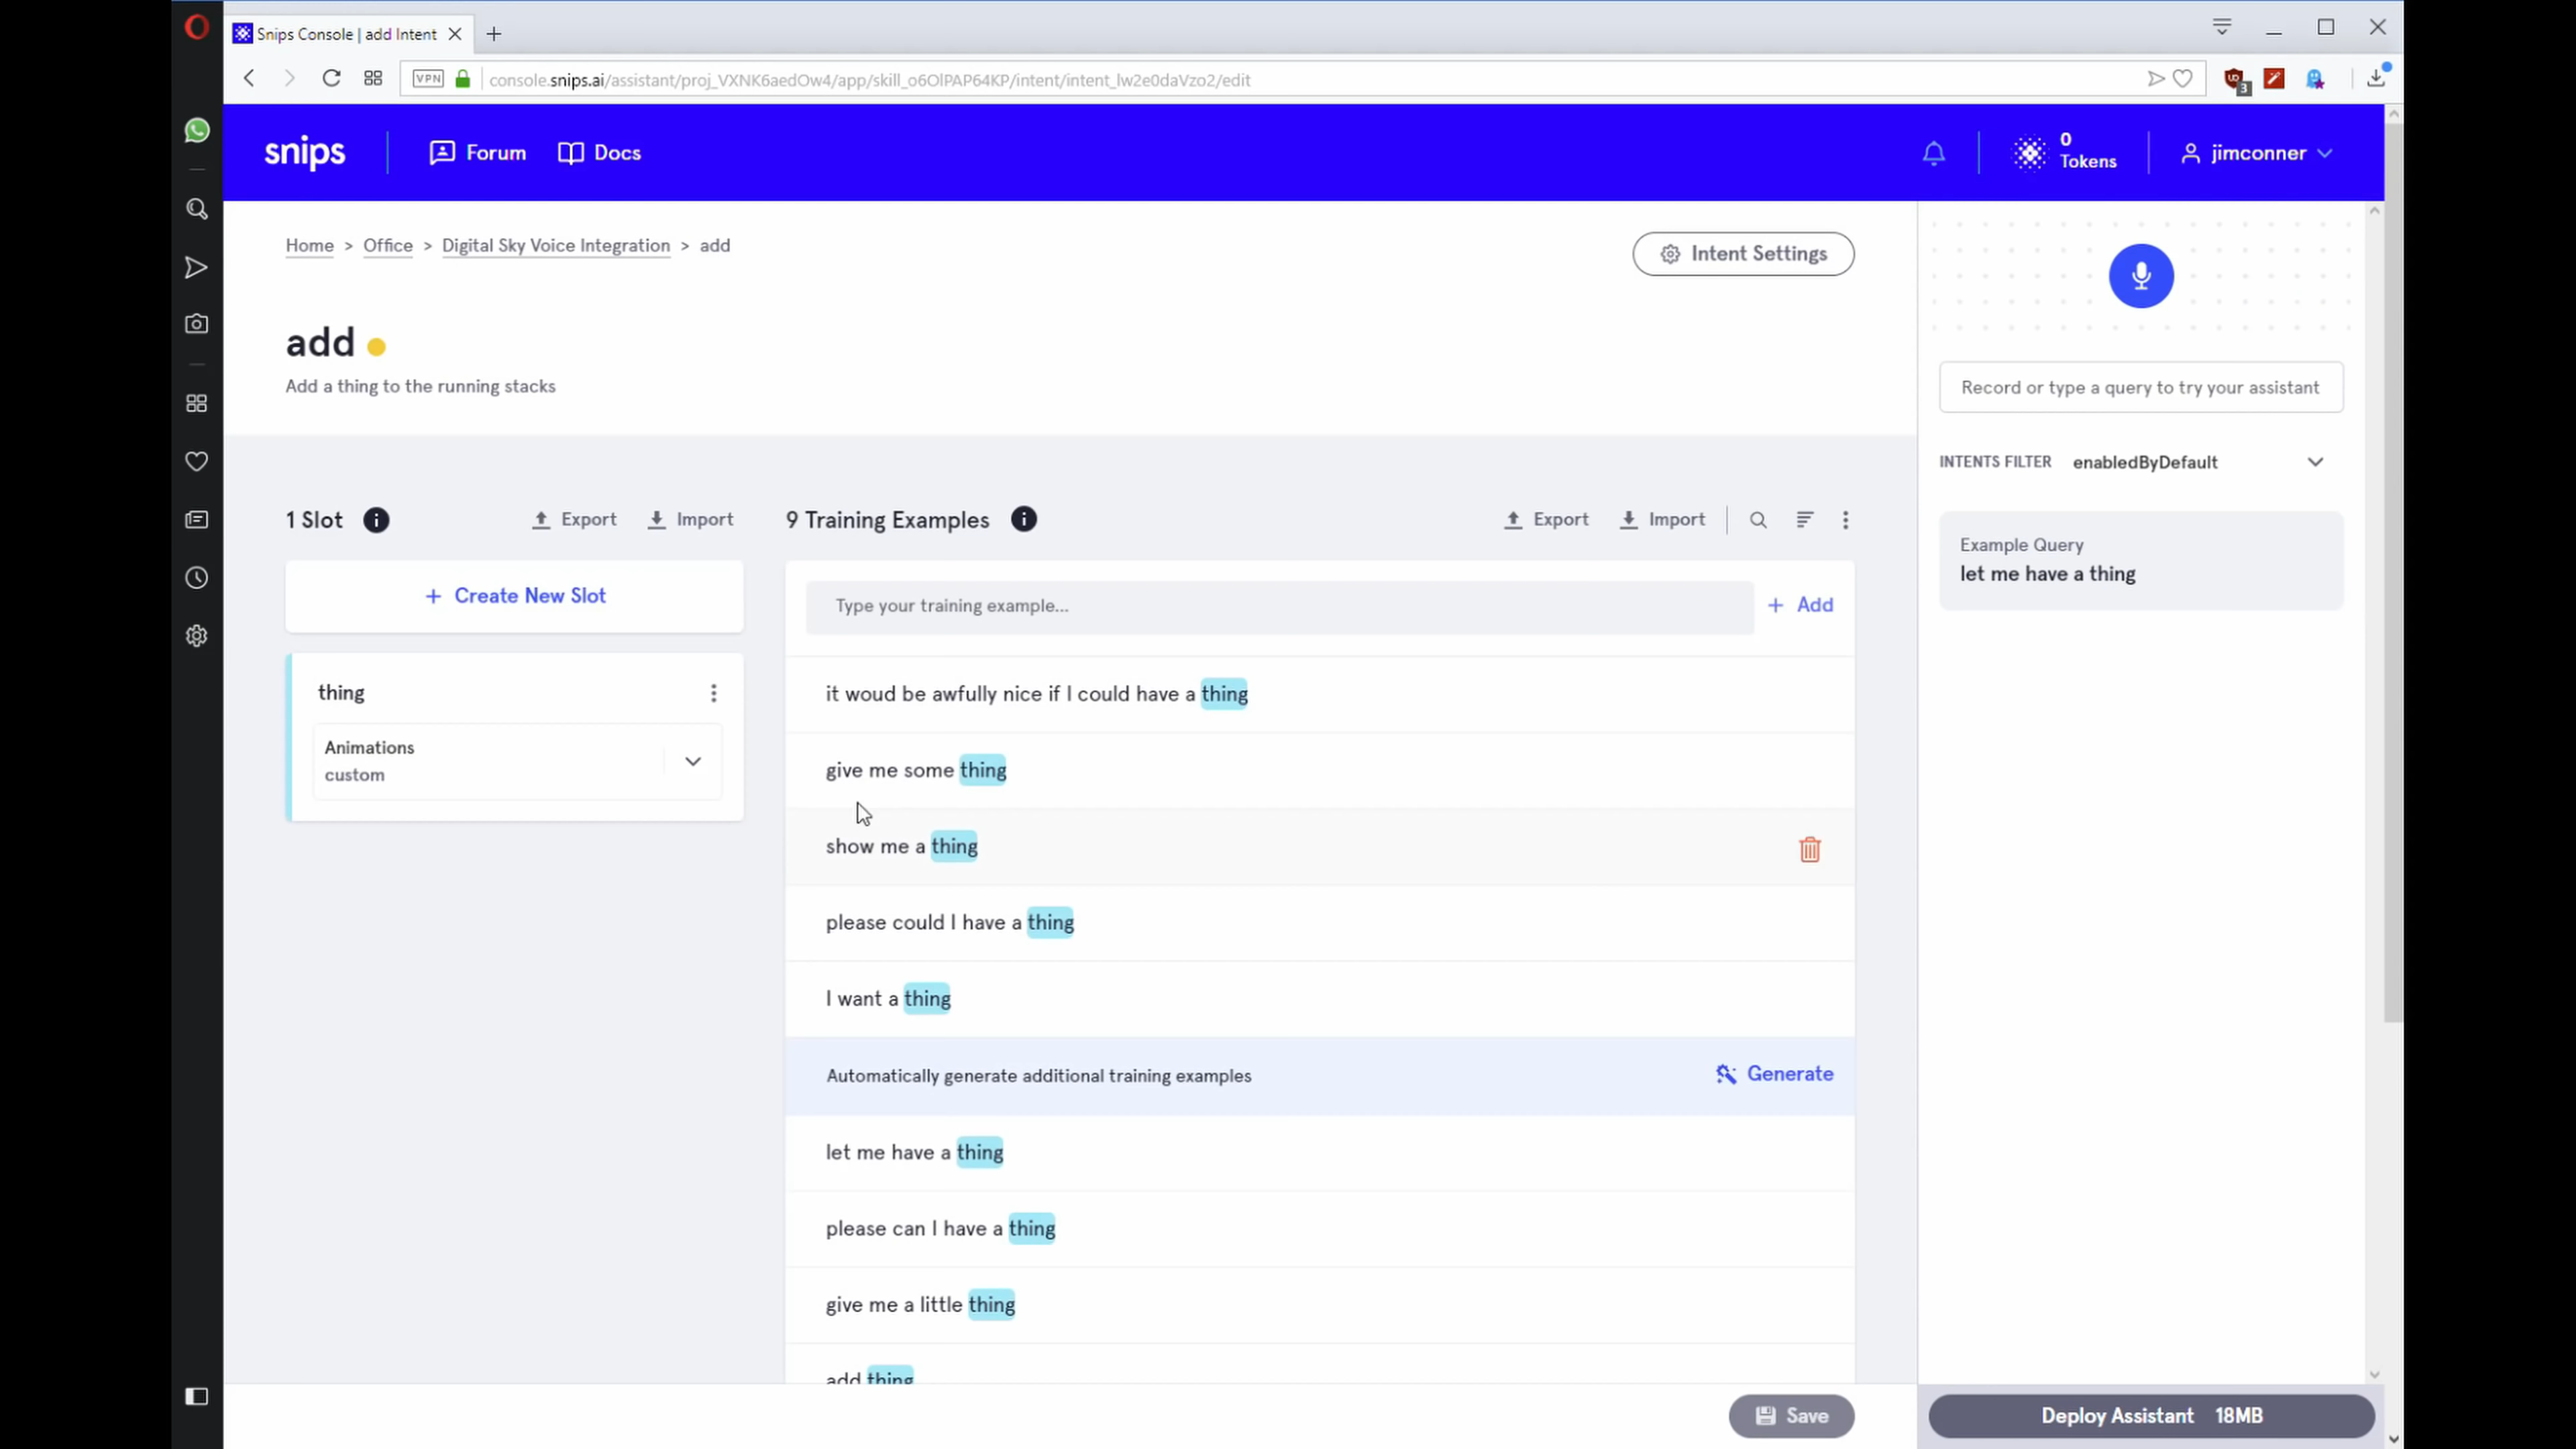 Snips Console | add Intent
VPN
console.snips.ai/assistant/proj_VXNK6aedOw4/app/skill_o6OlPAP64KP/intent/intent_lw2e0daVzo2/edit
3
snips
Forum
Docs
0
Tokens
jimconner
Home > Office > Digital Sky Voice Integration > add
Intent Settings
add
Add a thing to the running stacks
Record or type a query to try your assistant
INTENTS FILTER enabledByDefault
Example Query
let me have a thing
1 Slot
Export
Import
+ Create New Slot
thing
Animations
custom
9 Training Examples
Export
Import
Type your training example...
+ Add
it woud be awfully nice if I could have a thing
give me some thing
show me a thing
please could I have a thing
I want a thing
Automatically generate additional training examples
Generate
let me have a thing
please can I have a thing
give me a little thing
add thing
Save
Deploy Assistant 18MB